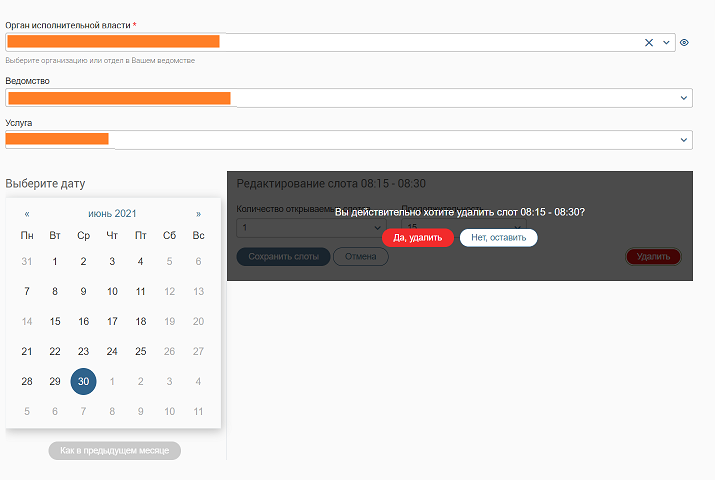 Орган исполнительной власти *
Выберите организацию или отдел в Вашем ведомстве
Ведомство
Услуга
Выберите дату
« июнь 2021 »
Пн Вт Ср Чт Пт Сб Вс
31 1 2 3 4 5 6
7 8 9 10 11 12 13
14 15 16 17 18 19 20
21 22 23 24 25 26 27
28 29 30 1 2 3 4
5 6 7 8 9 10 11
Как в предыдущем месяце
Редактирование слота 08:15 - 08:30
Количество открываемых слотов Продолжительность
Вы действительно хотите удалить слот 08:15 - 08:30?
1 15
Да, удалить Нет, оставить
Сохранить слоты Отмена Удалить